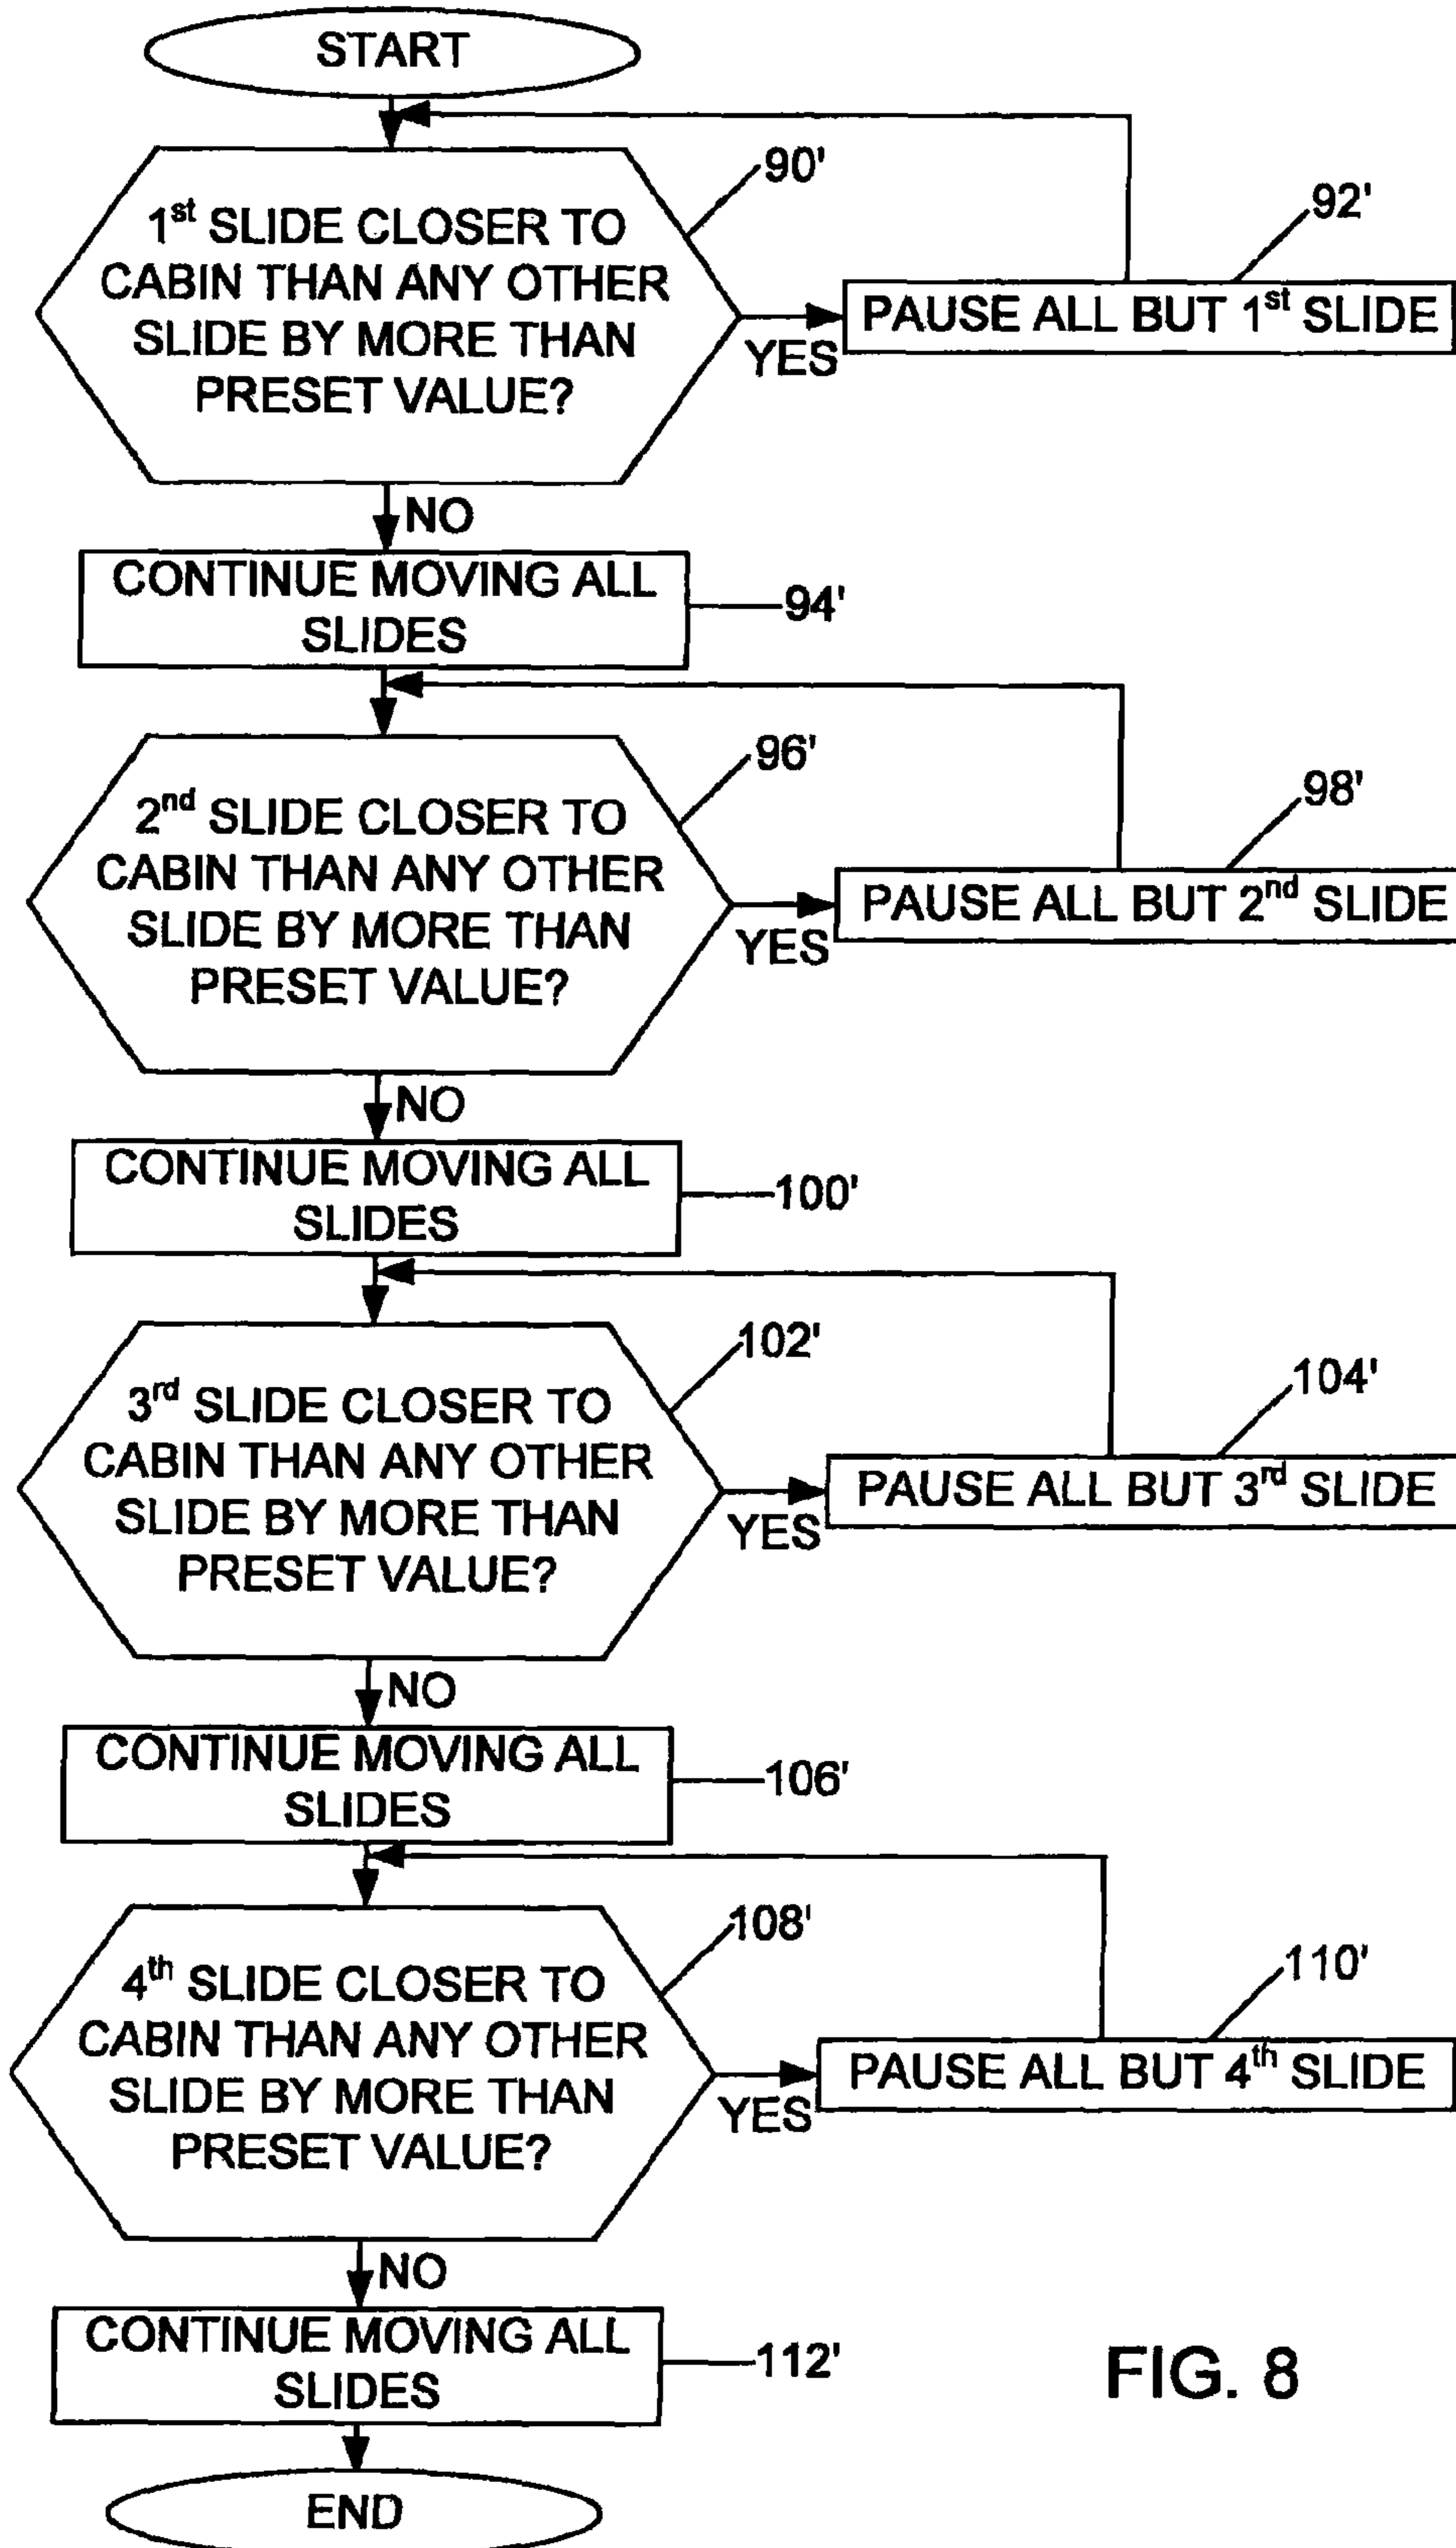 START
90'
1st SLIDE CLOSER TO
CABIN THAN ANY OTHER
SLIDE BY MORE THAN
PRESET VALUE?
92'
PAUSE ALL BUT 1st SLIDE
YES
NO
CONTINUE MOVING ALL
SLIDES
94'
96'
2nd SLIDE CLOSER TO
CABIN THAN ANY OTHER
SLIDE BY MORE THAN
PRESET VALUE?
98'
PAUSE ALL BUT 2nd SLIDE
YES
NO
CONTINUE MOVING ALL
SLIDES
100'
102'
3rd SLIDE CLOSER TO
CABIN THAN ANY OTHER
SLIDE BY MORE THAN
PRESET VALUE?
104'
PAUSE ALL BUT 3rd SLIDE
YES
NO
CONTINUE MOVING ALL
SLIDES
106'
108'
4th SLIDE CLOSER TO
CABIN THAN ANY OTHER
SLIDE BY MORE THAN
PRESET VALUE?
110'
PAUSE ALL BUT 4th SLIDE
YES
NO
CONTINUE MOVING ALL
SLIDES
112'
END
FIG. 8